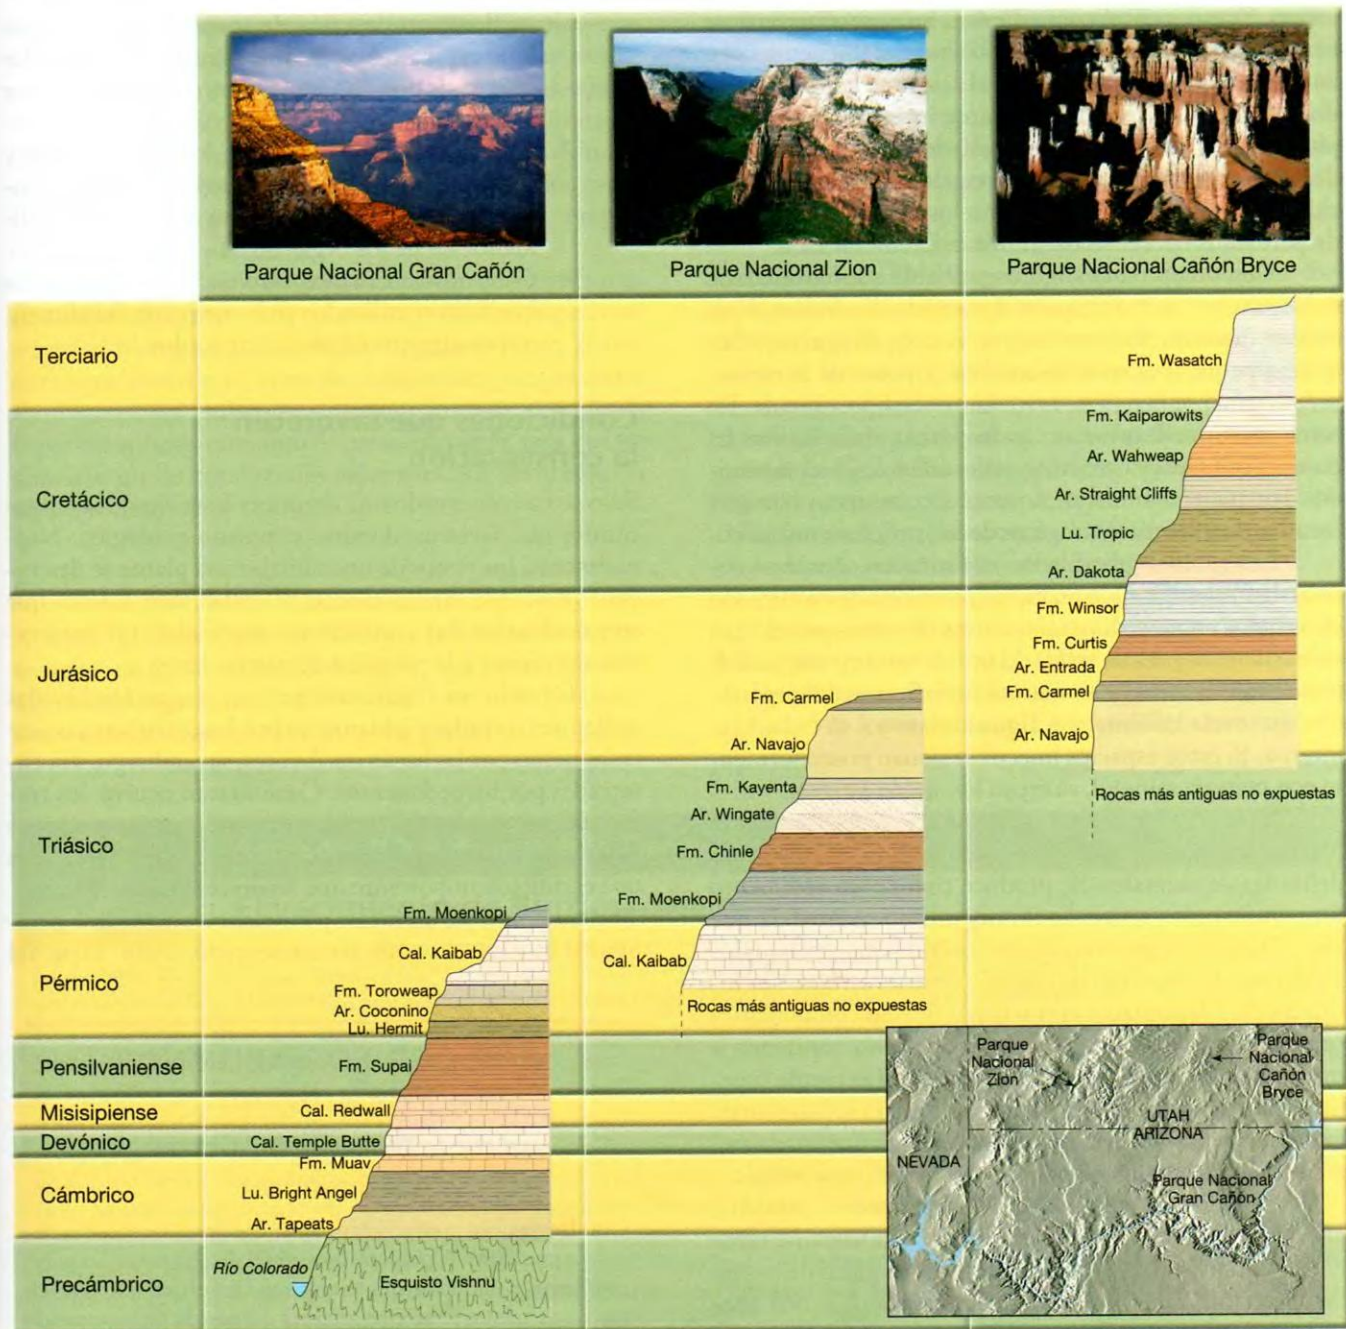 Parque Nacional Gran Cañón
Parque Nacional Zion
Parque Nacional Cañón Bryce
Terciario
Cretácico
Jurásico
Triásico
Pérmico
Pensilvaniense
Misisipiense
Devónico
Cámbrico
Precámbrico
Fm. Moenkopi
Cal. Kaibab
Fm. Toroweap
Ar. Coconino
Lu. Hermit
Fm. Supai
Cal. Redwall
Cal. Temple Butte
Fm. Muav
Lu. Bright Angel
Ar. Tapeats
Río Colorado
Esquisto Vishnu
Fm. Carmel
Ar. Navajo
Fm. Kayenta
Ar. Wingate
Fm. Chinle
Fm. Moenkopi
Cal. Kaibab
Rocas más antiguas no expuestas
Fm. Wasatch
Fm. Kaiparowits
Ar. Wahweap
Ar. Straight Cliffs
Lu. Tropic
Ar. Dakota
Fm. Winsor
Fm. Curtis
Ar. Entrada
Fm. Carmel
Ar. Navajo
Rocas más antiguas no expuestas
Parque
Nacional
Zion
Parque
Nacional
Cañón
Bryce
UTAH
ARIZONA
NEVADA
Parque Nacional
Gran Cañón